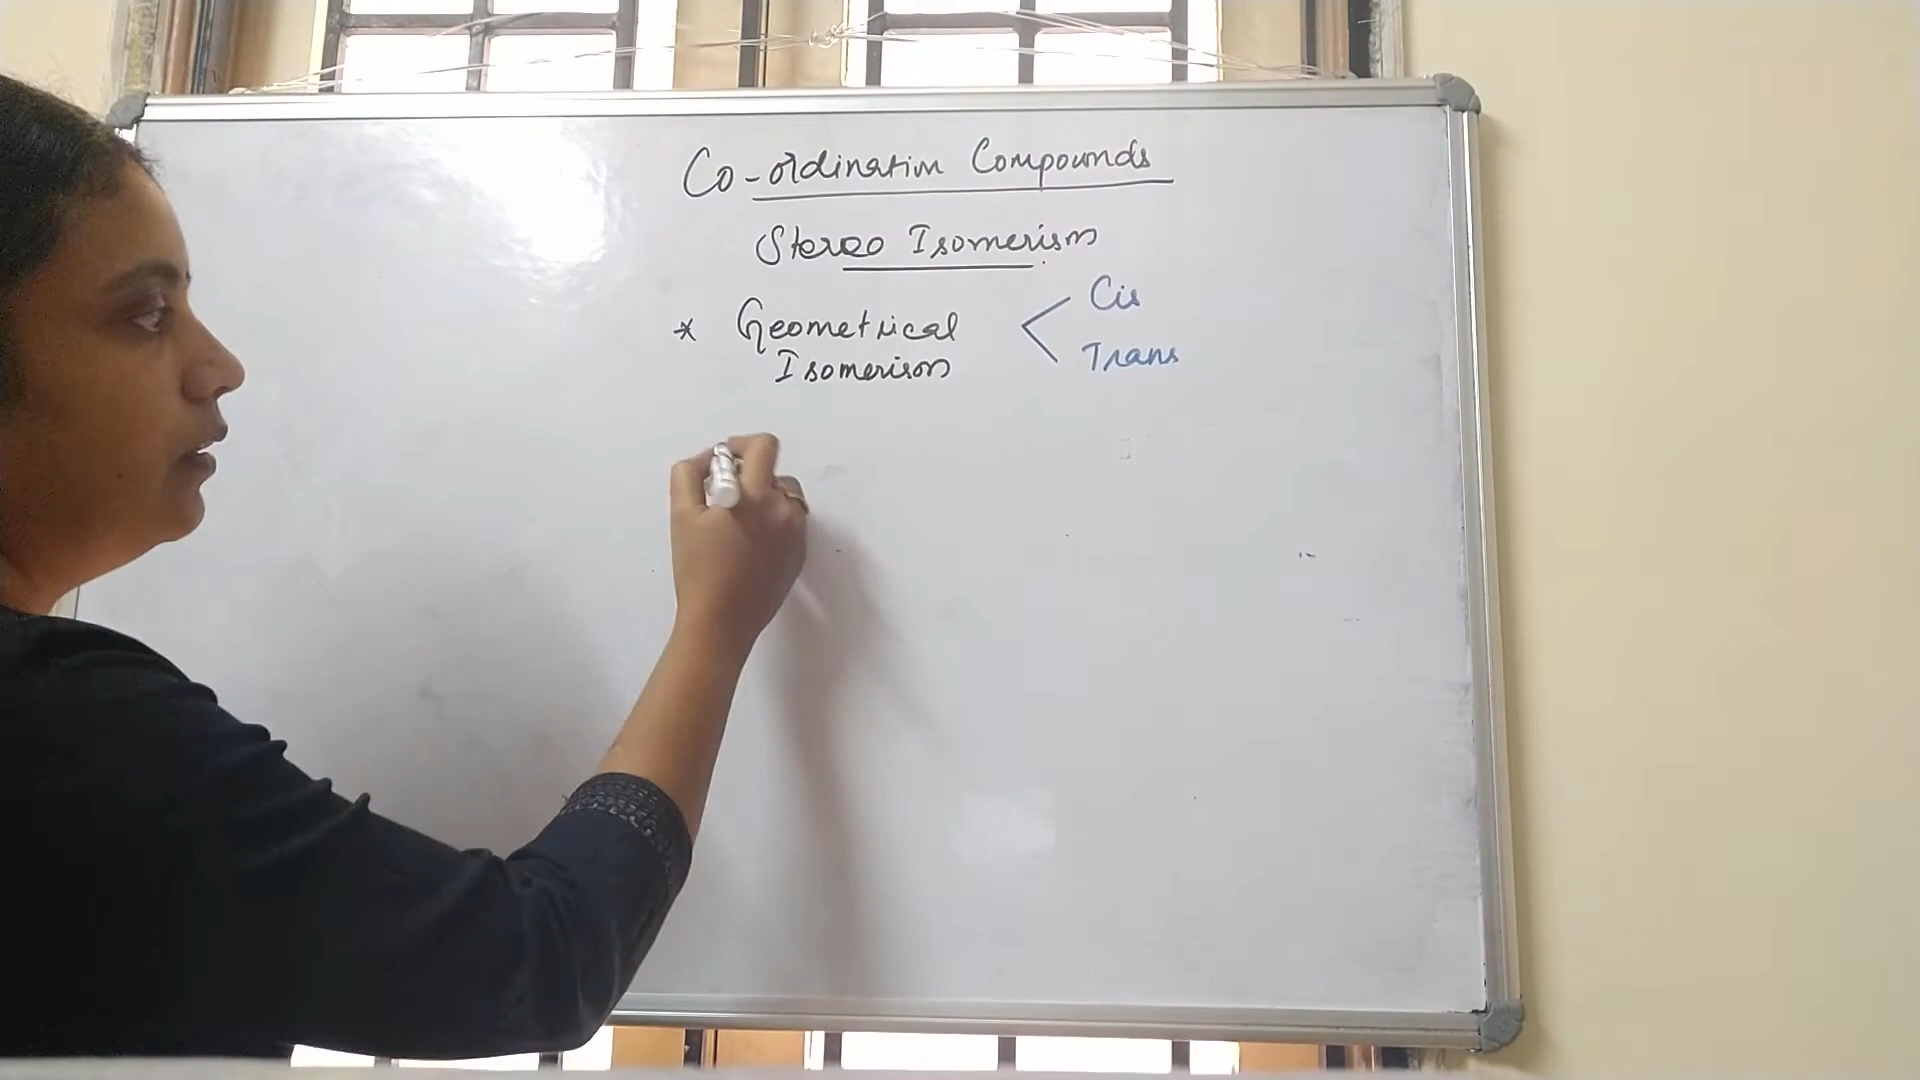 Co-ordination Compounds
Stereo Isomerism
* Geometrical
Isomerism
Cis
Trans